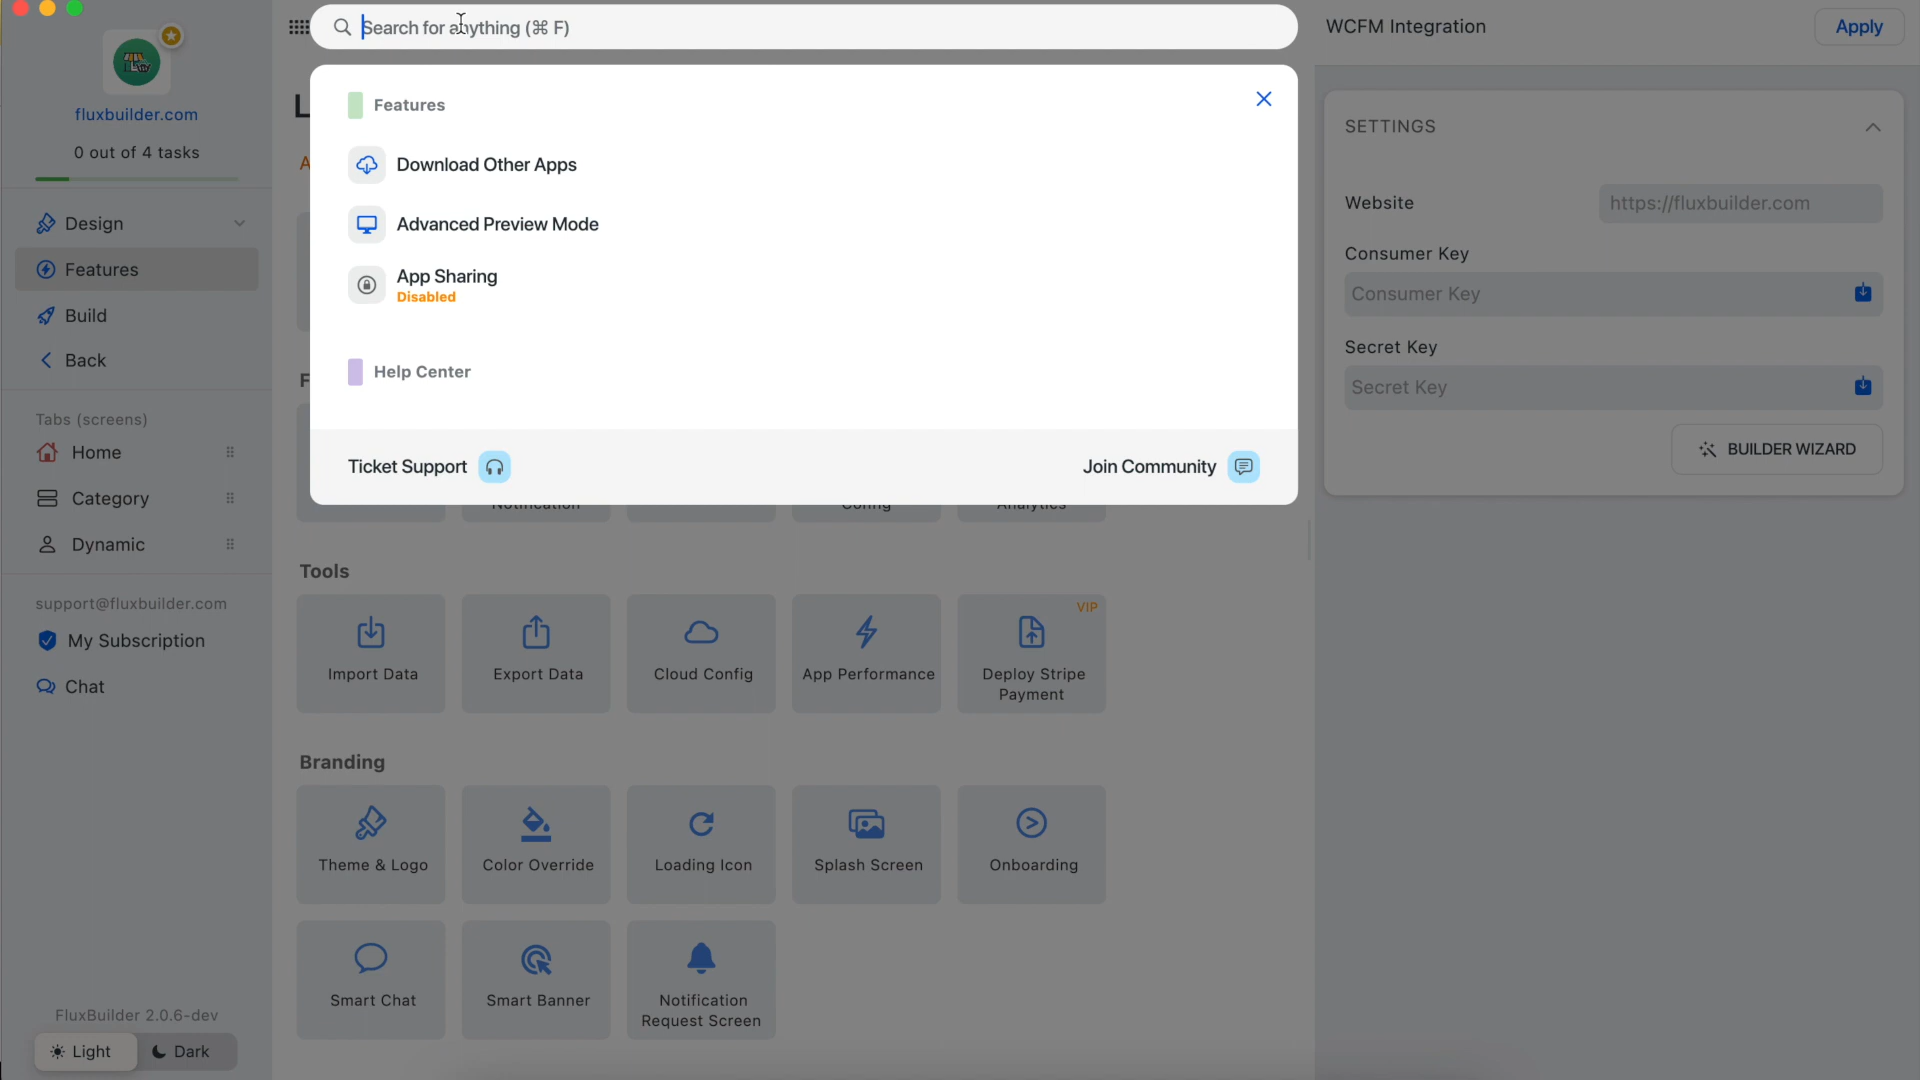 Search for anything (⌘ F)
WCFM Integration
Apply
fluxbuilder.com
0 out of 4 tasks
Design
Features
Build
Back
Tabs (screens)
Home
Category
Dynamic
support@fluxbuilder.com
My Subscription
Chat
FluxBuilder 2.0.6-dev
Light
Dark
Features
Download Other Apps
Advanced Preview Mode
App Sharing
Disabled
Help Center
Ticket Support
Join Community
Notification
Config
Analytics
Tools
Import Data
Export Data
Cloud Config
App Performance
VIP
Deploy Stripe
Payment
Branding
Theme & Logo
Color Override
Loading Icon
Splash Screen
Onboarding
Smart Chat
Smart Banner
Notification
Request Screen
SETTINGS
Website
https://fluxbuilder.com
Consumer Key
Consumer Key
Secret Key
Secret Key
BUILDER WIZARD